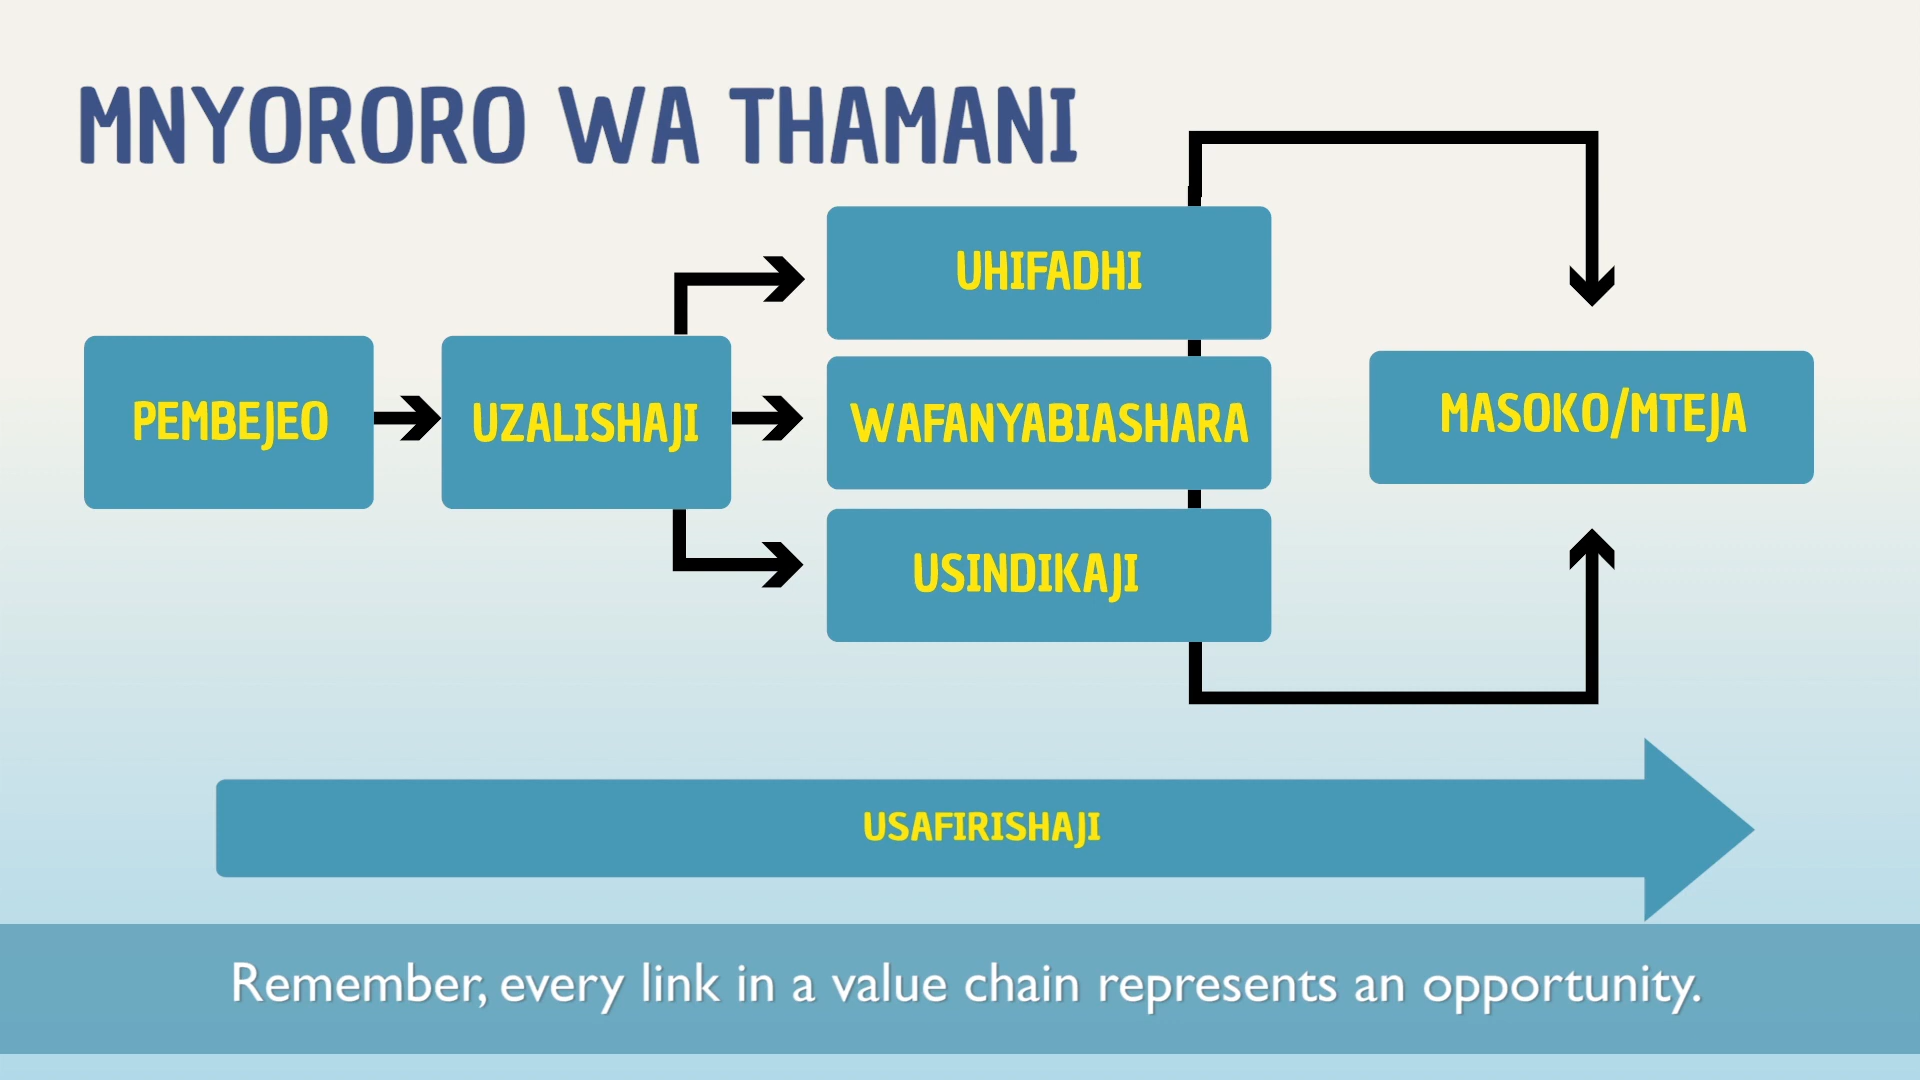 MNYORORO WA THAMANI
PEMBEJEO
UZALISHAJI
UHIFADHI
WAFANYABIASHARA
USINDIKAJI
MASOKO/MTEJA
USAFIRISHAJI
Remember, every link in a value chain represents an opportunity.